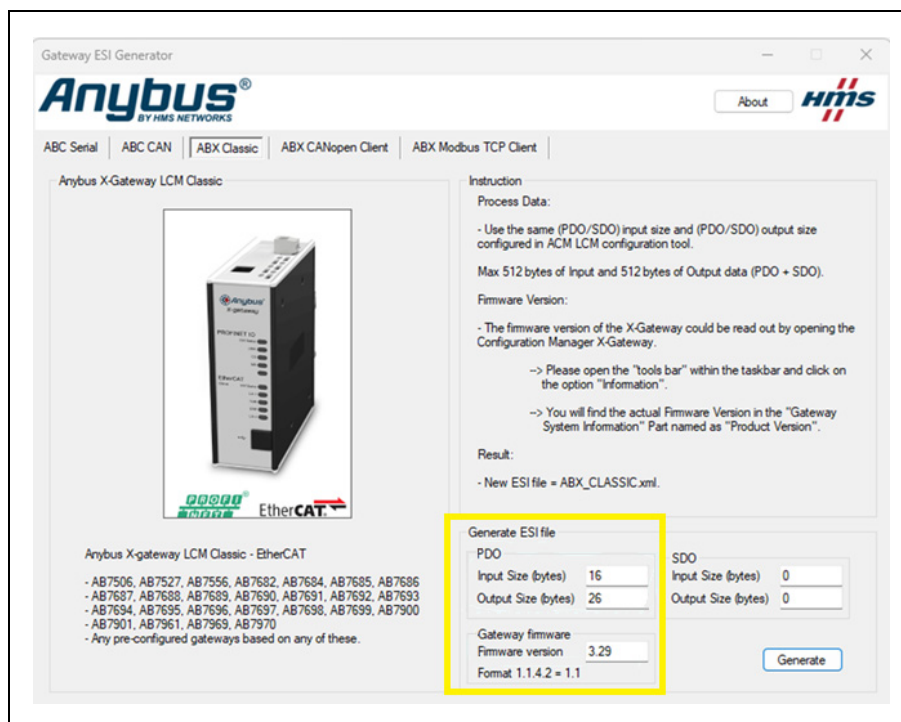 Gateway ESI Generator
Anybus®
BY HMS NETWORKS
About
HMS
ABC Serial
ABC CAN
ABX Classic
ABX CANopen Client
ABX Modbus TCP Client
Anybus X-Gateway LCM Classic
Anybus
X-gateway
PROFINET IO
EtherCAT
PROFI
NET
EtherCAT
Anybus X-gateway LCM Classic - EtherCAT
- AB7506, AB7527, AB7556, AB7682, AB7684, AB7685, AB7686
- AB7687, AB7688, AB7689, AB7690, AB7691, AB7692, AB7693
- AB7694, AB7695, AB7696, AB7697, AB7698, AB7699, AB7900
- AB7901, AB7961, AB7969, AB7970
- Any pre-configured gateways based on any of these.
Instruction
Process Data:
- Use the same (PDO/SDO) input size and (PDO/SDO) output size
configured in ACM LCM configuration tool.
Max 512 bytes of Input and 512 bytes of Output data (PDO + SDO).
Firmware Version:
- The firmware version of the X-Gateway could be read out by opening the
Configuration Manager X-Gateway.
--> Please open the "tools bar" within the taskbar and click on
the option "Information".
--> You will find the actual Firmware Version in the "Gateway
System Information" Part named as "Product Version".
Result:
- New ESI file = ABX_CLASSIC.xml.
Generate ESI file
PDO
Input Size (bytes) 16
Output Size (bytes) 26
SDO
Input Size (bytes) 0
Output Size (bytes) 0
Gateway firmware
Firmware version 3.29
Format 1.1.4.2 = 1.1
Generate